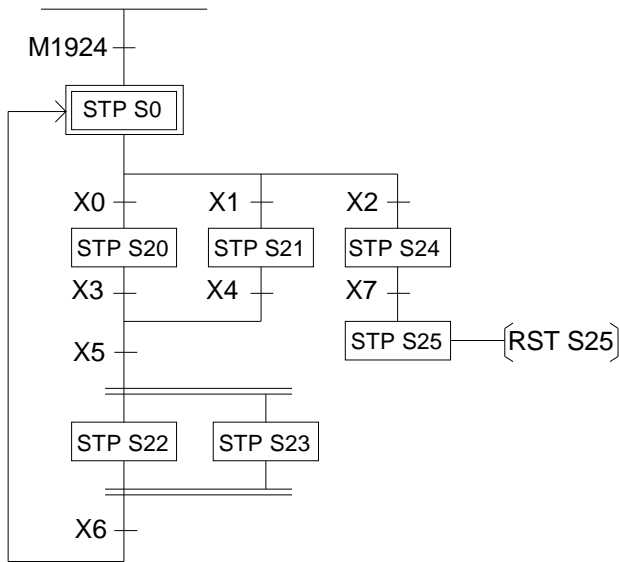 M1924
STP S0
X0 X1 X2
STP S20 STP S21 STP S24
X3 X4 X7
STP S25 RST S25
X5
STP S22 STP S23
X6